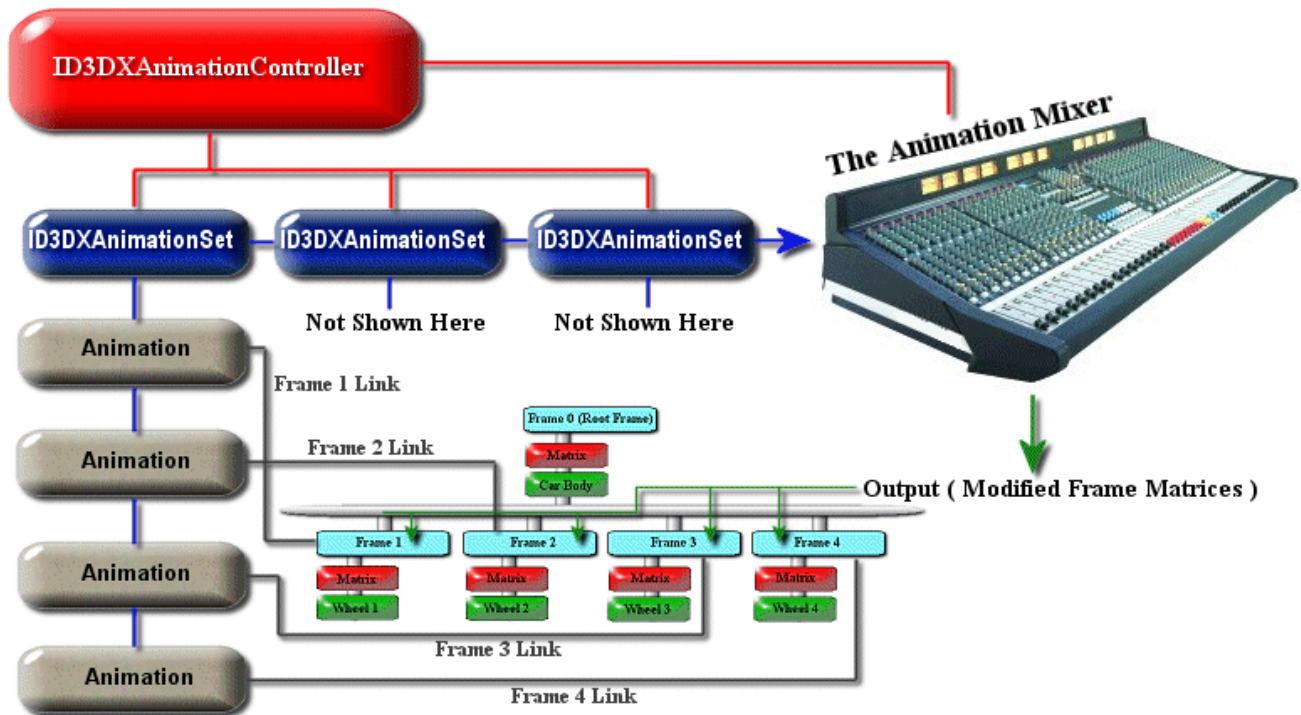 ID3DXAnimationController
The Animation Mixer
ID3DXAnimationSet
ID3DXAnimationSet
ID3DXAnimationSet
Not Shown Here
Not Shown Here
Animation
Frame 1 Link
Frame 0 (Root Frame)
Frame 2 Link
Matrix
Animation
Car Body
Output ( Modified Frame Matrices )
Frame 1
Frame 2
Frame 3
Frame 4
Animation
Matrix
Matrix
Matrix
Matrix
Wheel 1
Wheel 2
Wheel 3
Wheel 4
Frame 3 Link
Animation
Frame 4 Link